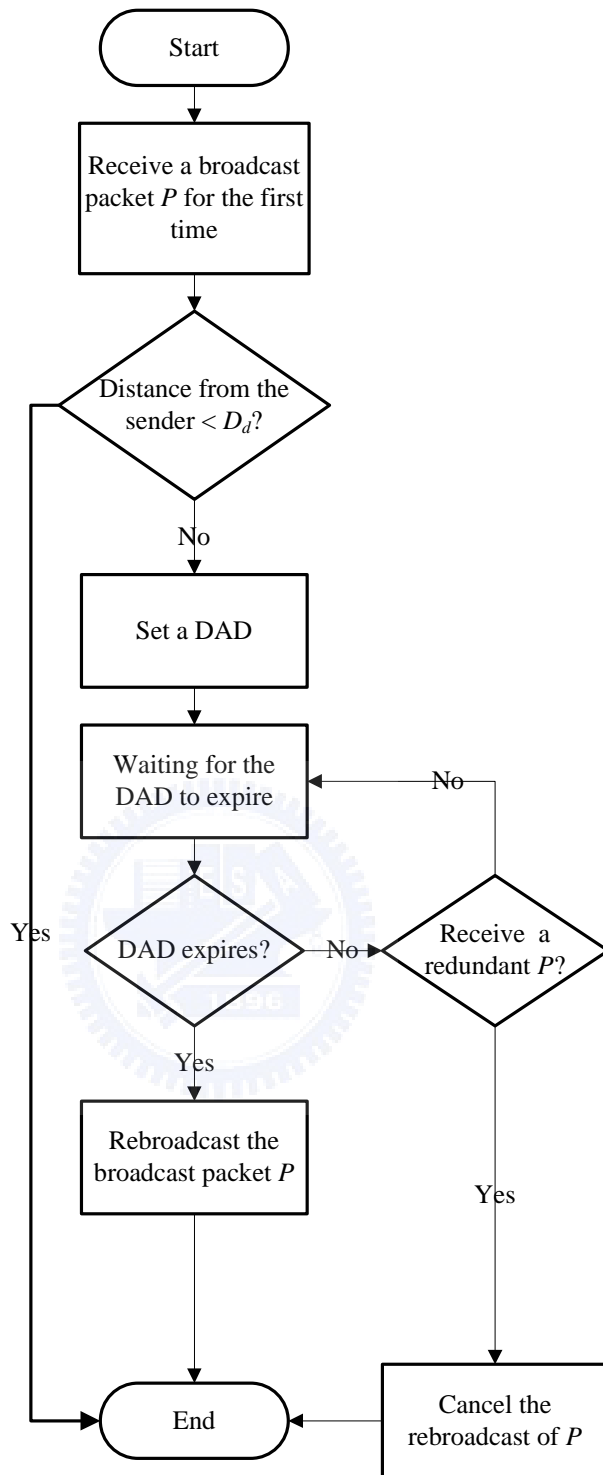 Start
Receive a broadcast
packet P for the first
time
Distance from the
sender < D_d?
No
Set a DAD
Waiting for the
DAD to expire
No
Yes
DAD expires?
No
Receive a
redundant P?
1896
Yes
Rebroadcast the
broadcast packet P
Yes
End
Cancel the
rebroadcast of P